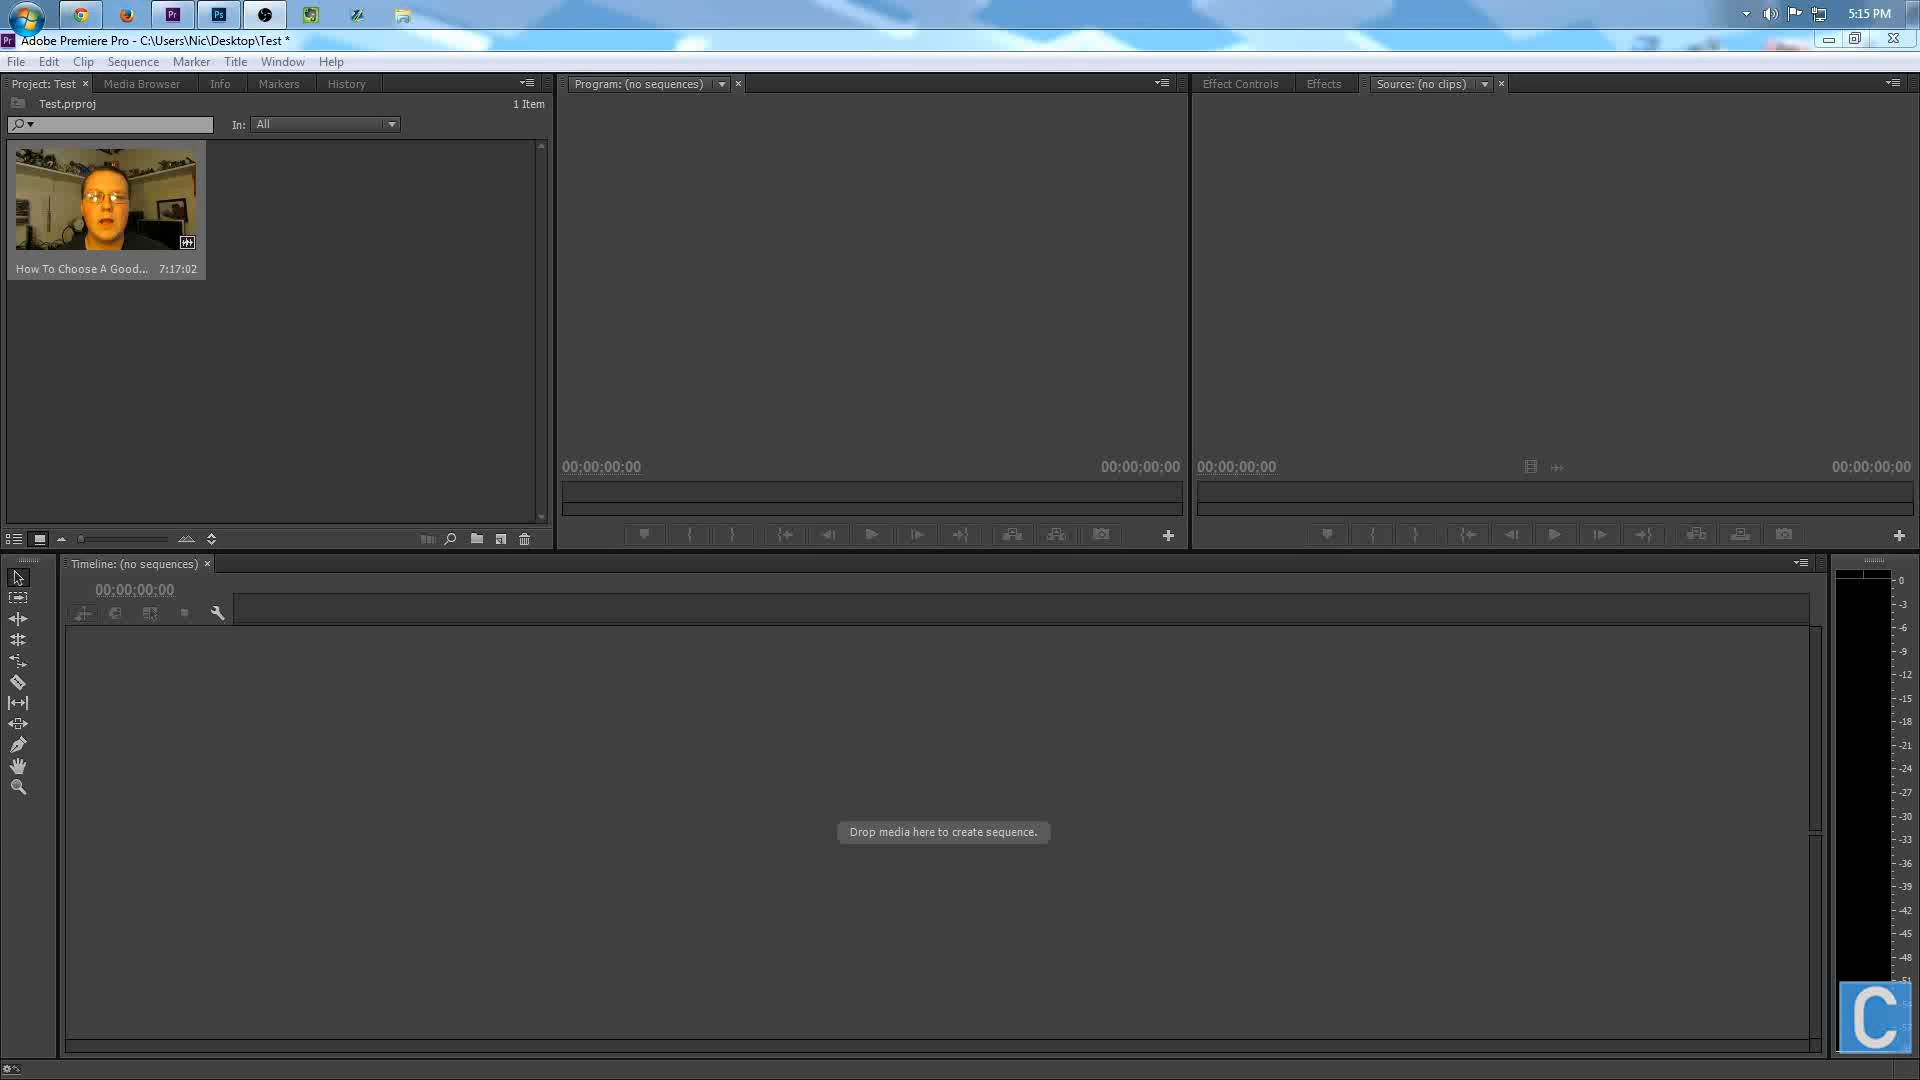 Pr
Ps
5:15 PM
Pr Adobe Premiere Pro - C:\Users\Nic\Desktop\Test *
File Edit Clip Sequence Marker Title Window Help
Project: Test × Media Browser Info Markers History
Test.prproj 1 Item
In: All
How To Choose A Good... 7:17:02
Program: (no sequences)
00;00;00;00 00;00;00;00
Effect Controls Effects Source: (no clips)
00;00;00;00 00;00;00;00
Timeline: (no sequences)
00;00;00;00
Drop media here to create sequence.
0
-3
-6
-9
-12
-15
-18
-21
-24
-27
-30
-33
-36
-39
-42
-45
-48
-51
C